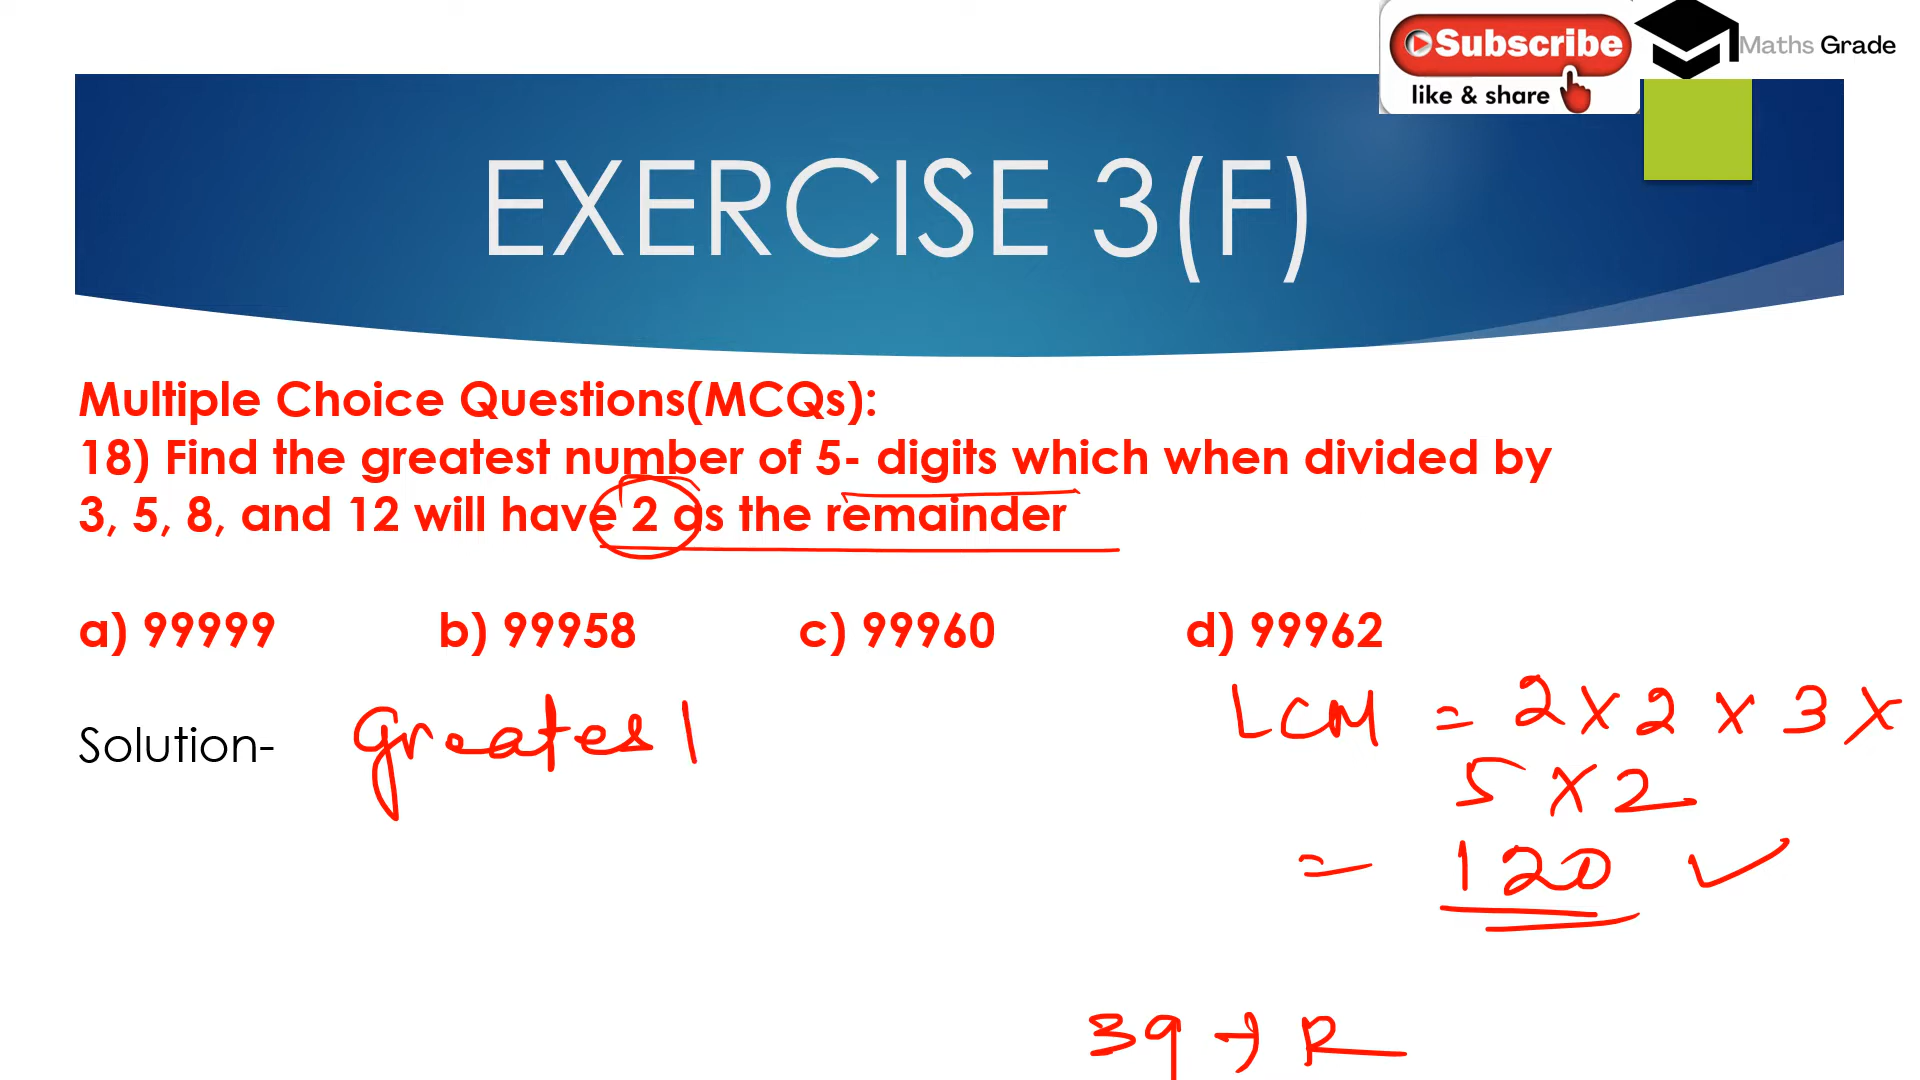 Subscribe
like & share
Maths Grade
EXERCISE 3(F)
Multiple Choice Questions(MCQs):
18) Find the greatest number of 5- digits which when divided by
3, 5, 8, and 12 will have 2 as the remainder
a) 99999 b) 99958 c) 99960 d) 99962
Solution- greates
LCM = 2 x 2 x 3 x
5 x 2
= 120 ✓
39 → R